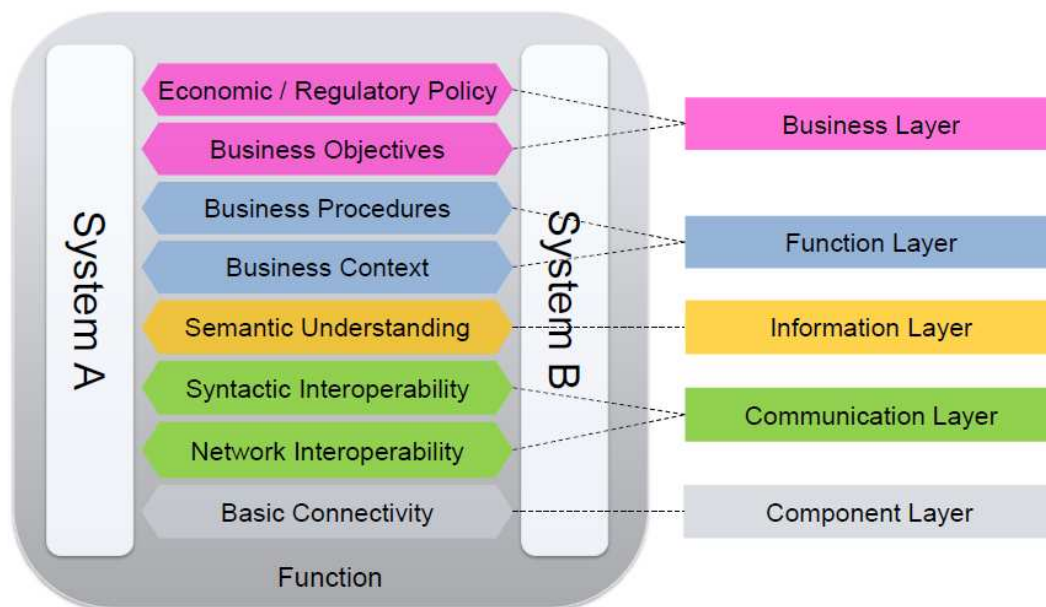 System A
Economic / Regulatory Policy
Business Objectives
Business Procedures
Business Context
Semantic Understanding
Syntactic Interoperability
Network Interoperability
Basic Connectivity
System B
Function
Business Layer
Function Layer
Information Layer
Communication Layer
Component Layer